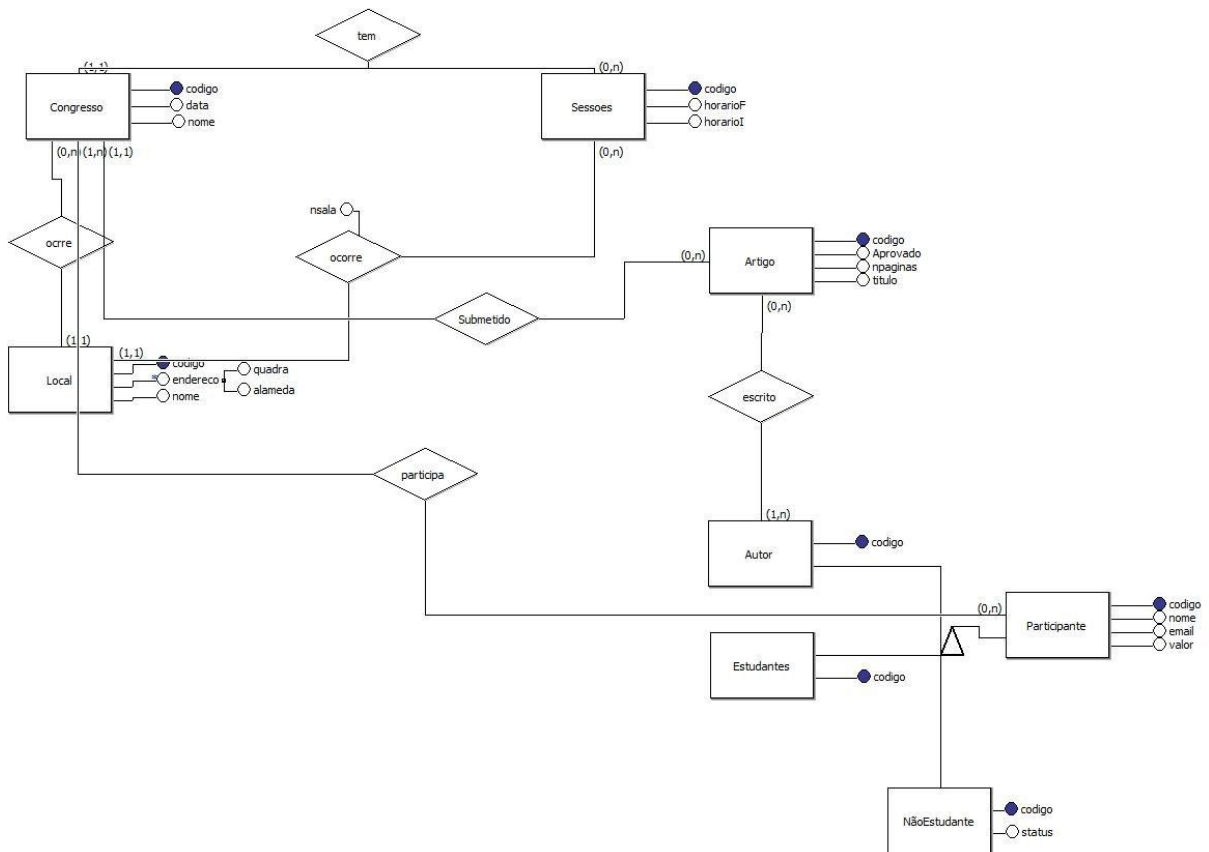 tem
(1,1)
(0,n)
Congresso
codigo
data
nome
Sessoes
codigo
horarioF
horarioI
(0,n)
(1,n)
(1,1)
(0,n)
nsala
ocrre
ocorre
(0,n)
Artigo
codigo
Aprovado
npaginas
titulo
(0,n)
Submetido
(1,1)
(1,1)
Local
codigo
endereco
nome
quadra
alameda
escrito
participa
(1,n)
Autor
codigo
(0,n)
Participante
codigo
nome
email
valor
Estudantes
codigo
NãoEstudante
codigo
status